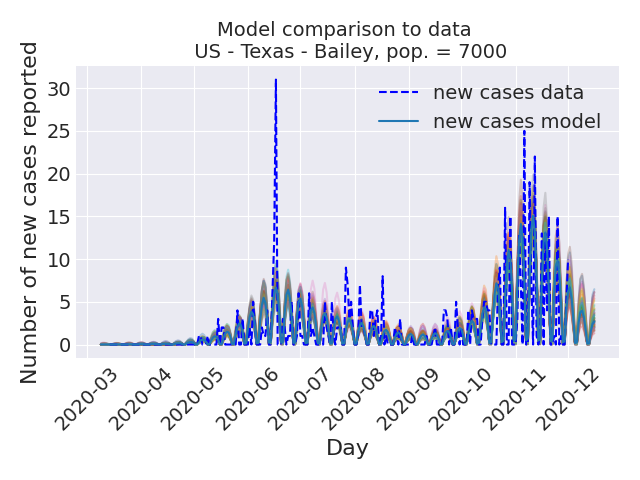 Model comparison to data
US - Texas - Bailey, pop. = 7000
new cases data
new cases model
Number of new cases reported
30
25
20
15
10
5
0
2020-03
2020-04
2020-05
2020-06
2020-07
2020-08
2020-09
2020-10
2020-11
2020-12
Day